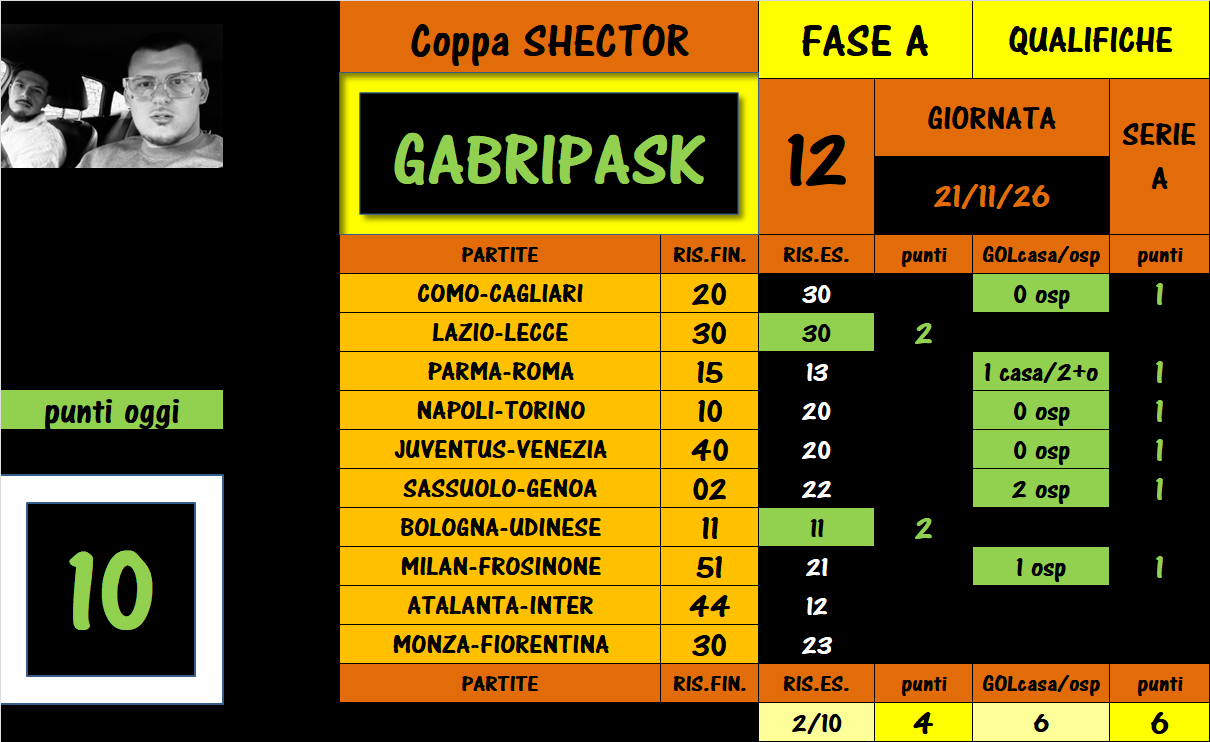 Coppa SHECTOR FASE A QUALIFICHE
GABRIPASK 12 GIORNATA SERIE A
21/11/26
PARTITE RIS.FIN. RIS.ES. punti GOLcasa/osp punti
COMO-CAGLIARI 20 30 0 osp 1
LAZIO-LECCE 30 30 2
PARMA-ROMA 15 13 1 casa/2+o 1
NAPOLI-TORINO 10 20 0 osp 1
JUVENTUS-VENEZIA 40 20 0 osp 1
SASSUOLO-GENOA 02 22 2 osp 1
BOLOGNA-UDINESE 11 11 2
MILAN-FROSINONE 51 21 1 osp 1
ATALANTA-INTER 44 12
MONZA-FIORENTINA 30 23
PARTITE RIS.FIN. RIS.ES. punti GOLcasa/osp punti
2/10 4 6 6
punti oggi
10